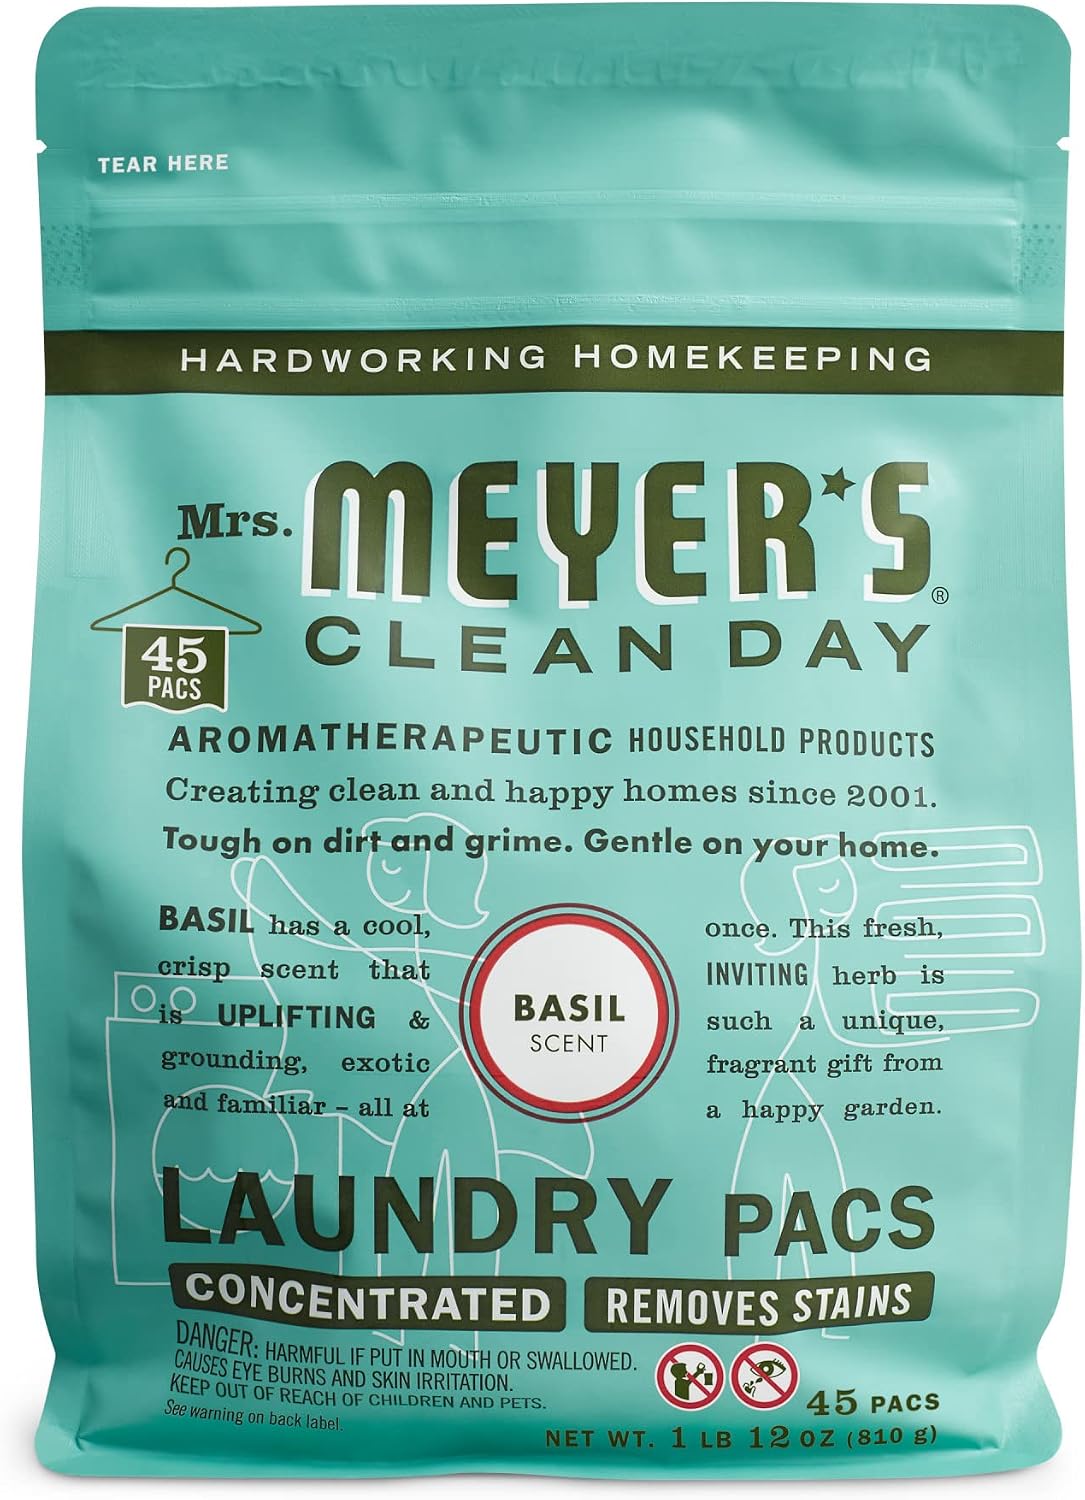 TEAR HERE
HARDWORKING HOMEKEEPING
Mrs. MEYER'S®
CLEAN DAY
45
PACS
AROMATHERAPEUTIC HOUSEHOLD PRODUCTS
Creating clean and happy homes since 2001.
Tough on dirt and grime. Gentle on your home.
BASIL has a cool,
crisp scent that
is UPLIFTING &
grounding, exotic
and familiar – all at
BASIL
SCENT
once. This fresh,
INVITING herb is
such a unique,
fragrant gift from
a happy garden.
LAUNDRY PACS
CONCENTRATED REMOVES STAINS
DANGER: HARMFUL IF PUT IN MOUTH OR SWALLOWED.
CAUSES EYE BURNS AND SKIN IRRITATION.
KEEP OUT OF REACH OF CHILDREN AND PETS.
See warning on back label.
45 PACS
NET WT. 1 LB 12 OZ (810 g)